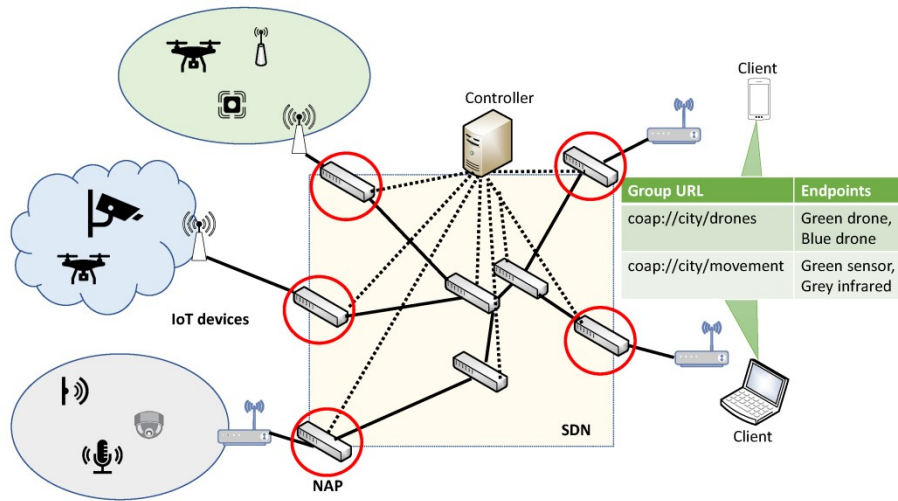 Client
Controller
Group URL Endpoints
coap://city/drones Green drone,
Blue drone
coap://city/movement Green sensor,
Grey infrared
IoT devices
SDN
NAP
Client